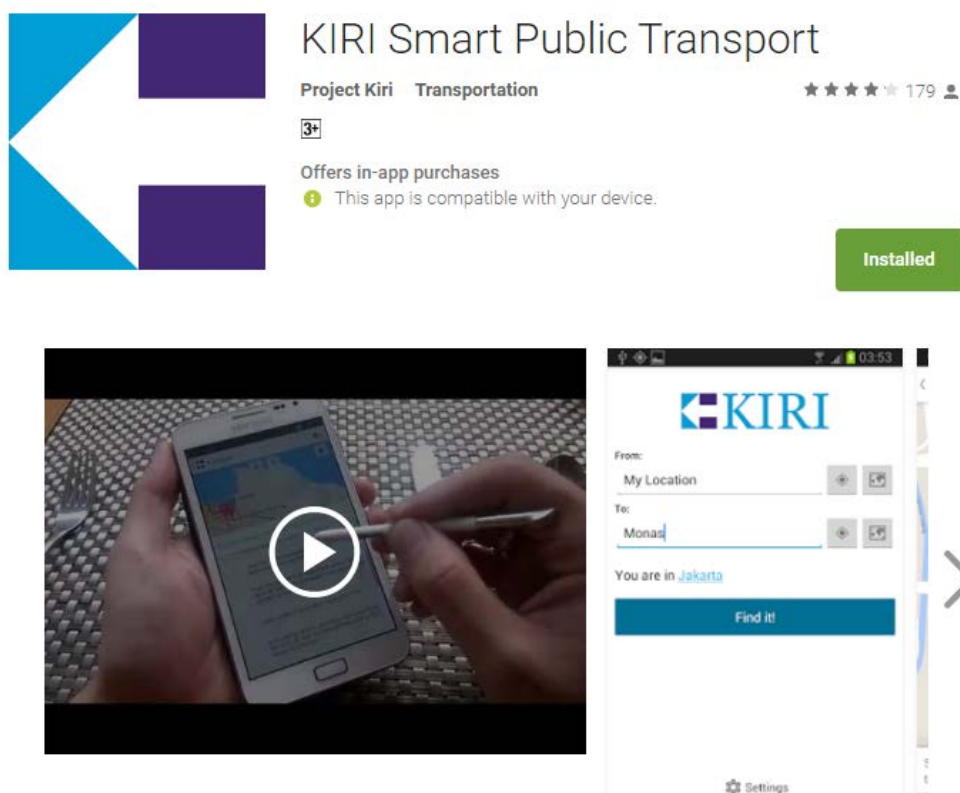 KIRI Smart Public Transport
Project Kiri Transportation 179
3+
Offers in-app purchases
This app is compatible with your device.
Installed
03:53
KIRI
From:
My Location
To:
Monas
You are in Jakarta
Find it!
Settings